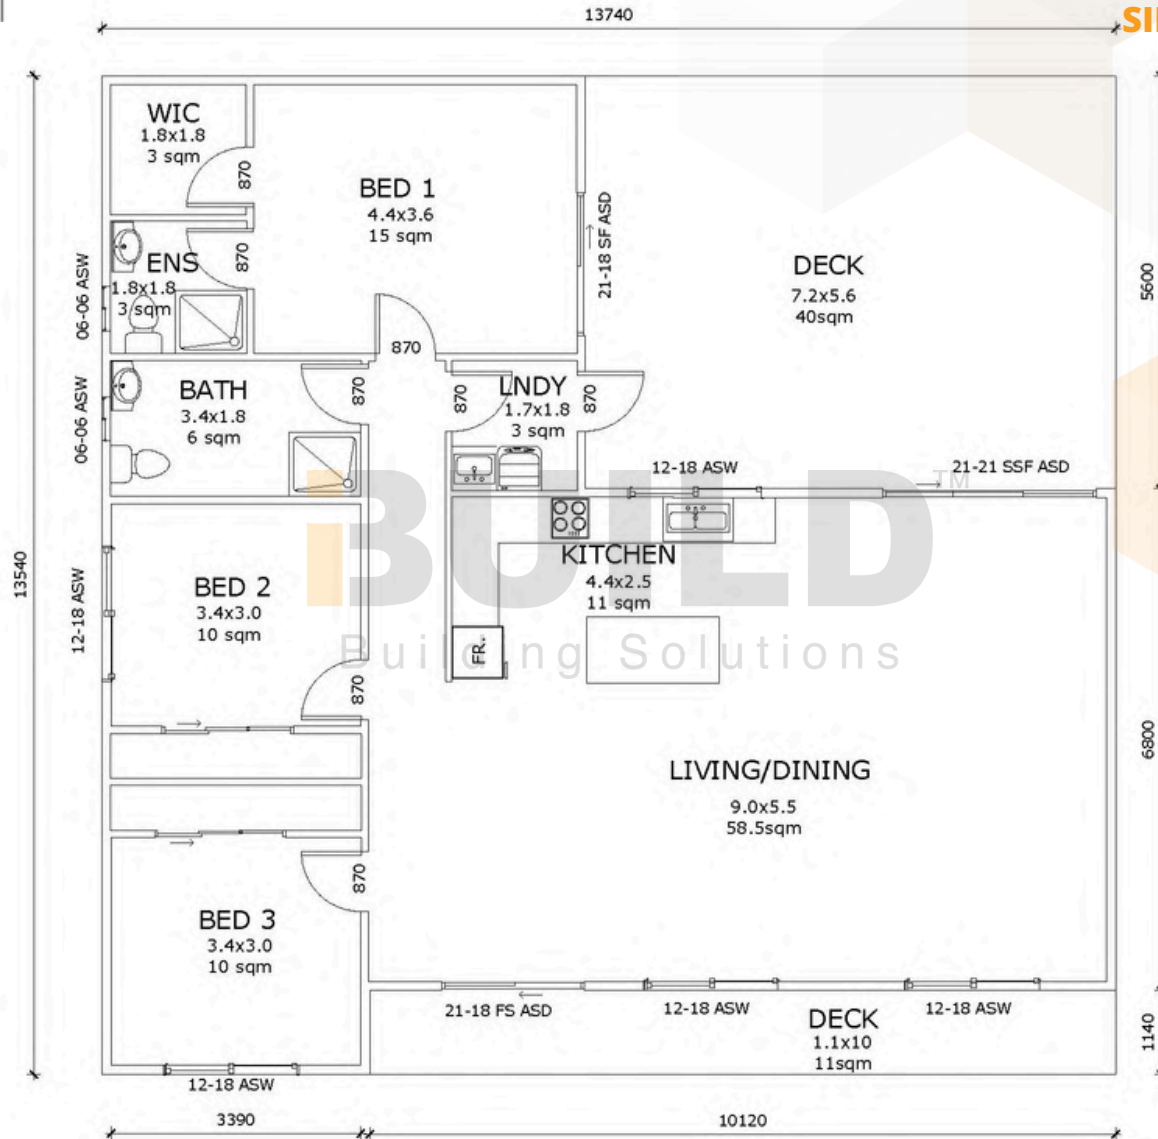 13740
SI
WIC
1.8x1.8
3 sqm
870
BED 1
4.4x3.6
15 sqm
21-18 SF ASD
DECK
7.2x5.6
40sqm
5600
870
ENS
1.8x1.8
3 sqm
06-06 ASW
870
BATH
3.4x1.8
6 sqm
06-06 ASW
870
870
LNDY
1.7x1.8
3 sqm
870
12-18 ASW
21-21 SSF ASD
iBUILD™
Building Solutions
13540
KITCHEN
4.4x2.5
11 sqm
FR.
BED 2
3.4x3.0
10 sqm
12-18 ASW
870
6800
LIVING/DINING
9.0x5.5
58.5sqm
870
BED 3
3.4x3.0
10 sqm
21-18 FS ASD
12-18 ASW
12-18 ASW
DECK
1.1x10
11sqm
1140
12-18 ASW
3390
10120